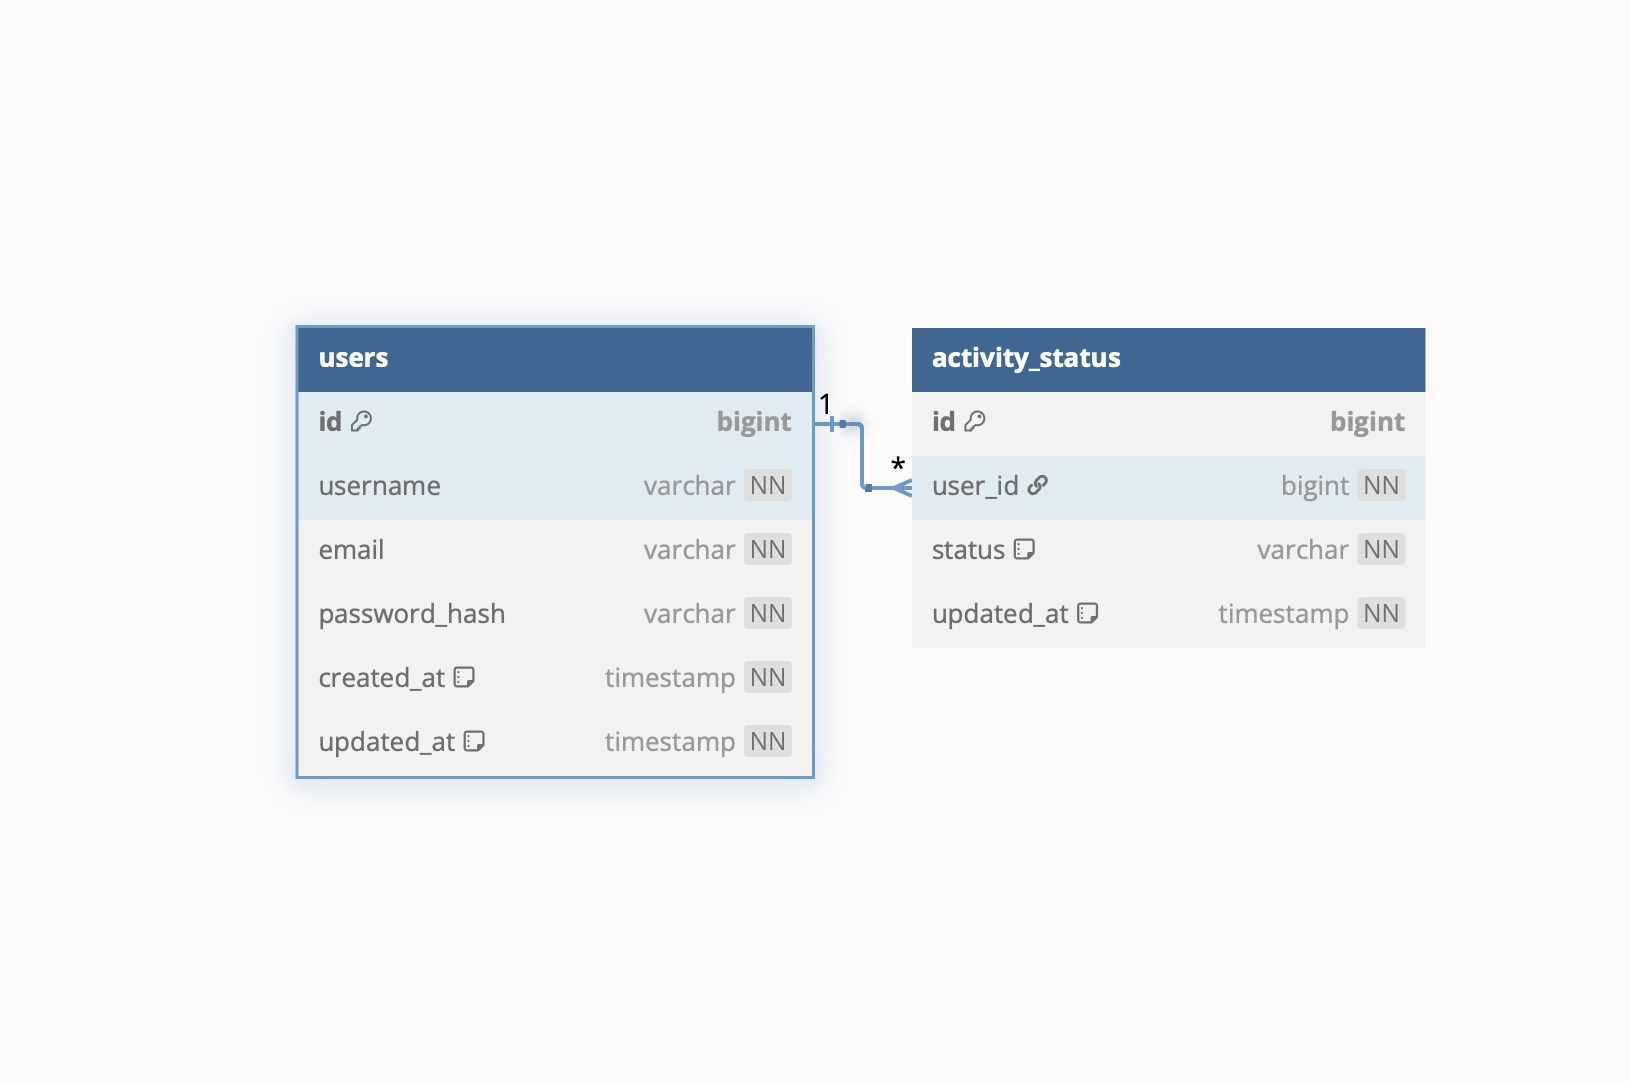 users
id bigint
username varchar NN
email varchar NN
password_hash varchar NN
created_at timestamp NN
updated_at timestamp NN
1
*
activity_status
id bigint
user_id bigint NN
status varchar NN
updated_at timestamp NN